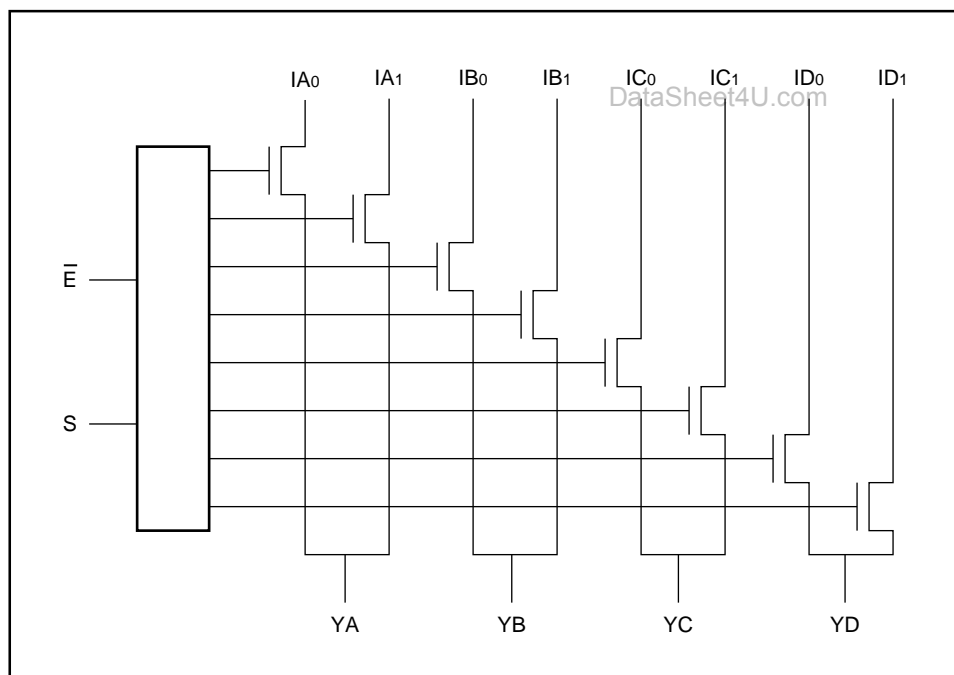 IA0 IA1 IB0 IB1 IC0 IC1 ID0 ID1
DataSheet4U.com
E̅
S
YA YB YC YD